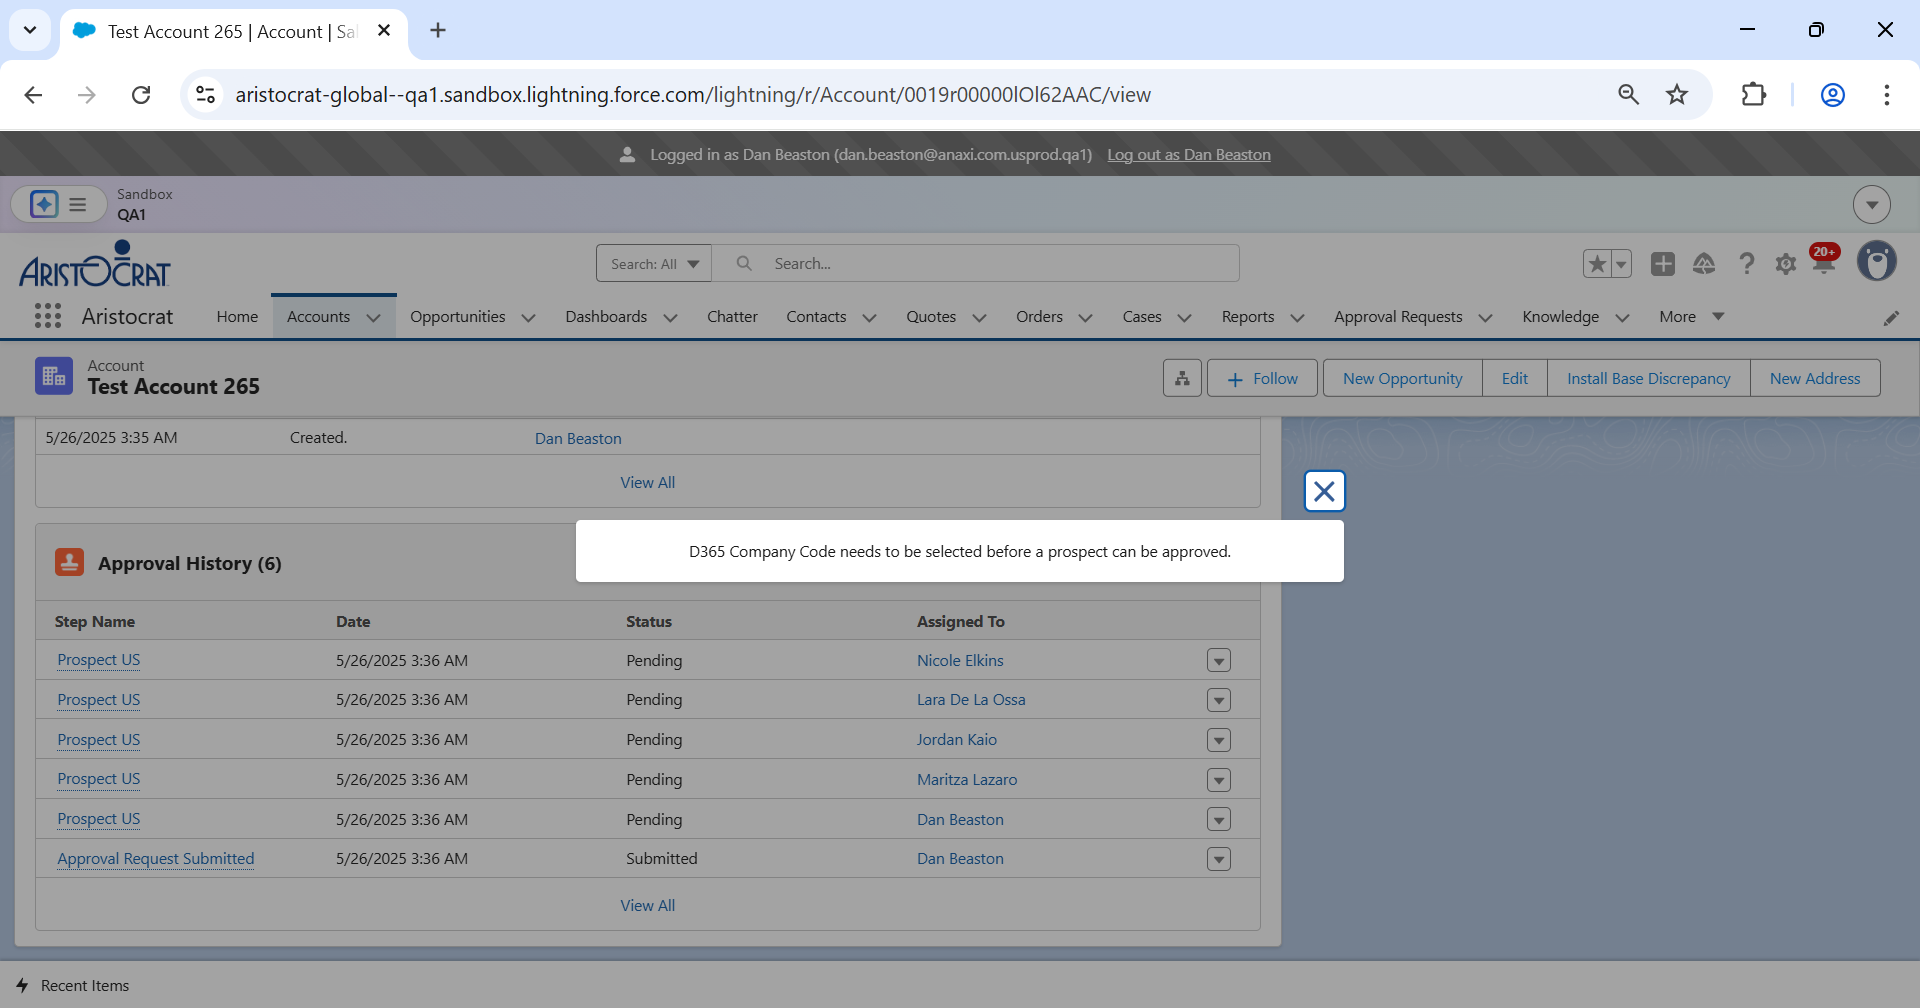 Test Account 265 | Account | Sa
aristocrat-global--qa1.sandbox.lightning.force.com/lightning/r/Account/0019r00000lOl62AAC/view
Logged in as Dan Beaston (dan.beaston@anaxi.com.usprod.qa1) Log out as Dan Beaston
Sandbox
QA1
ARISTOCRAT
Search: All
Search...
20+
Aristocrat
Home
Accounts
Opportunities
Dashboards
Chatter
Contacts
Quotes
Orders
Cases
Reports
Approval Requests
Knowledge
More
Account
Test Account 265
Follow
New Opportunity
Edit
Install Base Discrepancy
New Address
5/26/2025 3:35 AM Created. Dan Beaston
View All
D365 Company Code needs to be selected before a prospect can be approved.
Approval History (6)
Step Name Date Status Assigned To
Prospect US 5/26/2025 3:36 AM Pending Nicole Elkins
Prospect US 5/26/2025 3:36 AM Pending Lara De La Ossa
Prospect US 5/26/2025 3:36 AM Pending Jordan Kaio
Prospect US 5/26/2025 3:36 AM Pending Maritza Lazaro
Prospect US 5/26/2025 3:36 AM Pending Dan Beaston
Approval Request Submitted 5/26/2025 3:36 AM Submitted Dan Beaston
View All
Recent Items